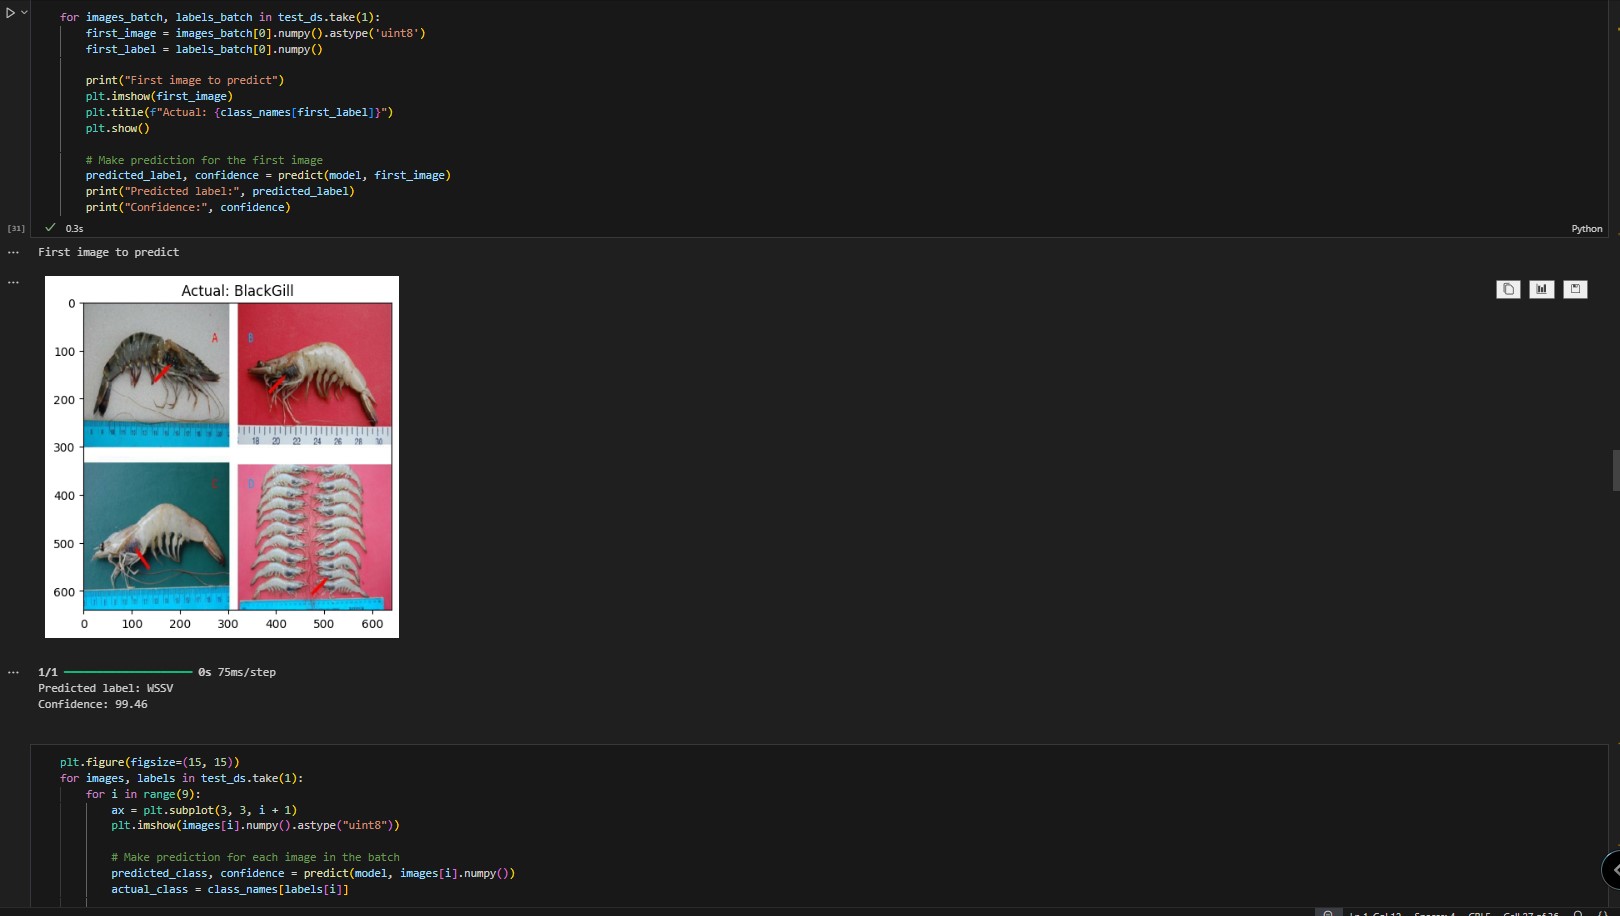 for images_batch, labels_batch in test_ds.take(1):
first_image = images_batch[0].numpy().astype('uint8')
first_label = labels_batch[0].numpy()
print("First image to predict")
plt.imshow(first_image)
plt.title(f"Actual: {class_names[first_label]}")
plt.show()
# Make prediction for the first image
predicted_label, confidence = predict(model, first_image)
print("Predicted label:", predicted_label)
print("Confidence:", confidence)
[31]
0.3s
Python
First image to predict
Actual: BlackGill
0
100
200
300
400
500
600
A
B
18 20 22 24 26 28 30
C
D
0 100 200 300 400 500 600
1/1 0s 75ms/step
Predicted label: WSSV
Confidence: 99.46
plt.figure(figsize=(15, 15))
for images, labels in test_ds.take(1):
for i in range(9):
ax = plt.subplot(3, 3, i + 1)
plt.imshow(images[i].numpy().astype("uint8"))
# Make prediction for each image in the batch
predicted_class, confidence = predict(model, images[i].numpy())
actual_class = class_names[labels[i]]